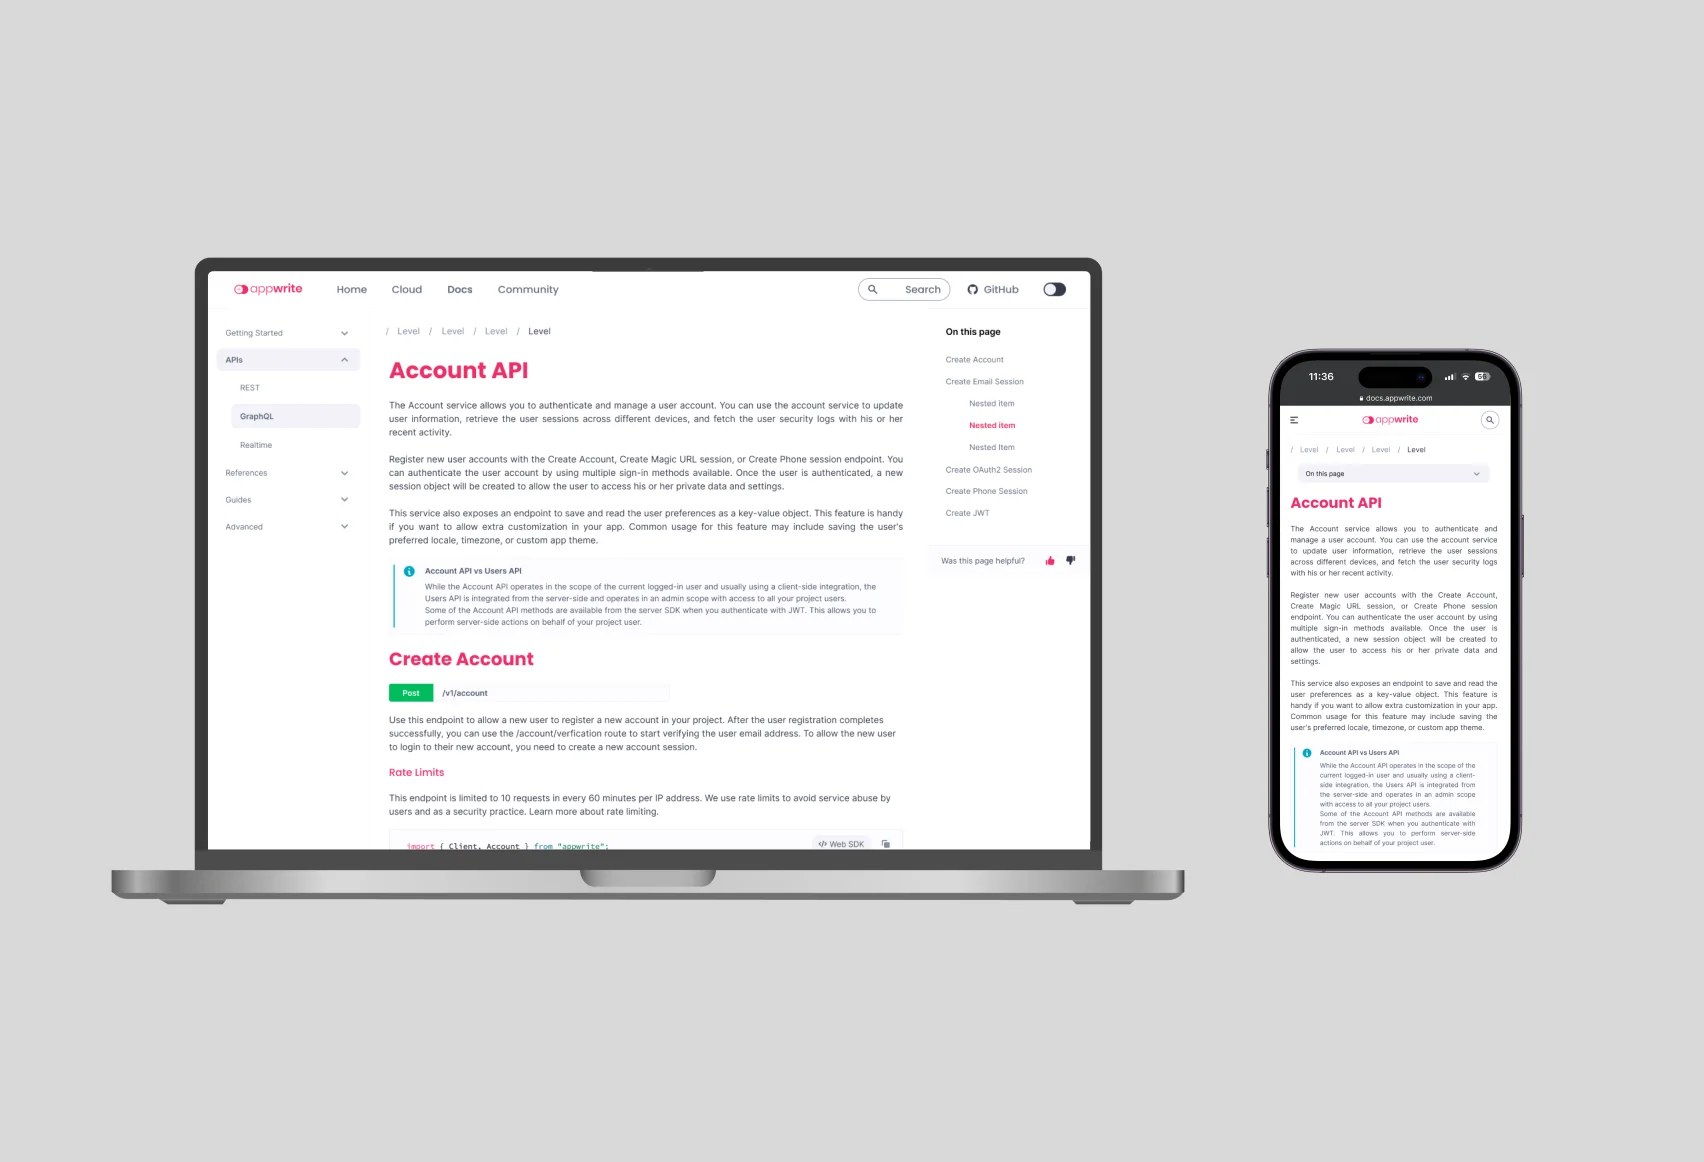 appwrite
Home
Cloud
Docs
Community
Search
GitHub
Getting Started
APIs
REST
GraphQL
Realtime
References
Guides
Advanced
/ Level / Level / Level / Level
Account API
The Account service allows you to authenticate and manage a user account. You can use the account service to update
user information, retrieve the user sessions across different devices, and fetch the user security logs with his or her
recent activity.
Register new user accounts with the Create Account, Create Magic URL session, or Create Phone session endpoint. You
can authenticate the user account by using multiple sign-in methods available. Once the user is authenticated, a new
session object will be created to allow the user to access his or her private data and settings.
This service also exposes an endpoint to save and read the user preferences as a key-value object. This feature is handy
if you want to allow extra customization in your app. Common usage for this feature may include saving the user's
preferred locale, timezone, or custom app theme.
Account API vs Users API
While the Account API operates in the scope of the current logged-in user and usually using a client-side integration, the
Users API is integrated from the server-side and operates in an admin scope with access to all your project users.
Some of the Account API methods are available from the server SDK when you authenticate with JWT. This allows you to
perform server-side actions on behalf of your project user.
Create Account
Post
/v1/account
Use this endpoint to allow a new user to register a new account in your project. After the user registration completes
successfully, you can use the /account/verfication route to start verifying the user email address. To allow the new user
to login to their new account, you need to create a new account session.
Rate Limits
This endpoint is limited to 10 requests in every 60 minutes per IP address. We use rate limits to avoid service abuse by
users and as a security practice. Learn more about rate limiting.
import { Client, Account } from "appwrite";
</> Web SDK
On this page
Create Account
Create Email Session
Nested item
Nested item
Nested Item
Create OAuth2 Session
Create Phone Session
Create JWT
Was this page helpful?
11:36
56
docs.appwrite.com
appwrite
/ Level / Level / Level / Level
On this page
Account API
The Account service allows you to authenticate and
manage a user account. You can use the account service
to update user information, retrieve the user sessions
across different devices, and fetch the user security logs
with his or her recent activity.
Register new user accounts with the Create Account,
Create Magic URL session, or Create Phone session
endpoint. You can authenticate the user account by using
multiple sign-in methods available. Once the user is
authenticated, a new session object will be created to
allow the user to access his or her private data and
settings.
This service also exposes an endpoint to save and read the
user preferences as a key-value object. This feature is
handy if you want to allow extra customization in your app.
Common usage for this feature may include saving the
user's preferred locale, timezone, or custom app theme.
Account API vs Users API
While the Account API operates in the scope of the
current logged-in user and usually using a client-
side integration, the Users API is integrated from
the server-side and operates in an admin scope
with access to all your project users.
Some of the Account API methods are available
from the server SDK when you authenticate with
JWT. This allows you to perform server-side
actions on behalf of your project user.